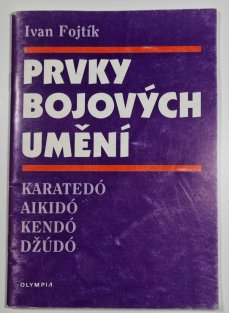 Ivan Fojtík
PRVKY
BOJOVÝCH
UMĚNÍ
KARATEDÓ
AIKIDÓ
KENDÓ
DŽÚDÓ
OLYMPIA